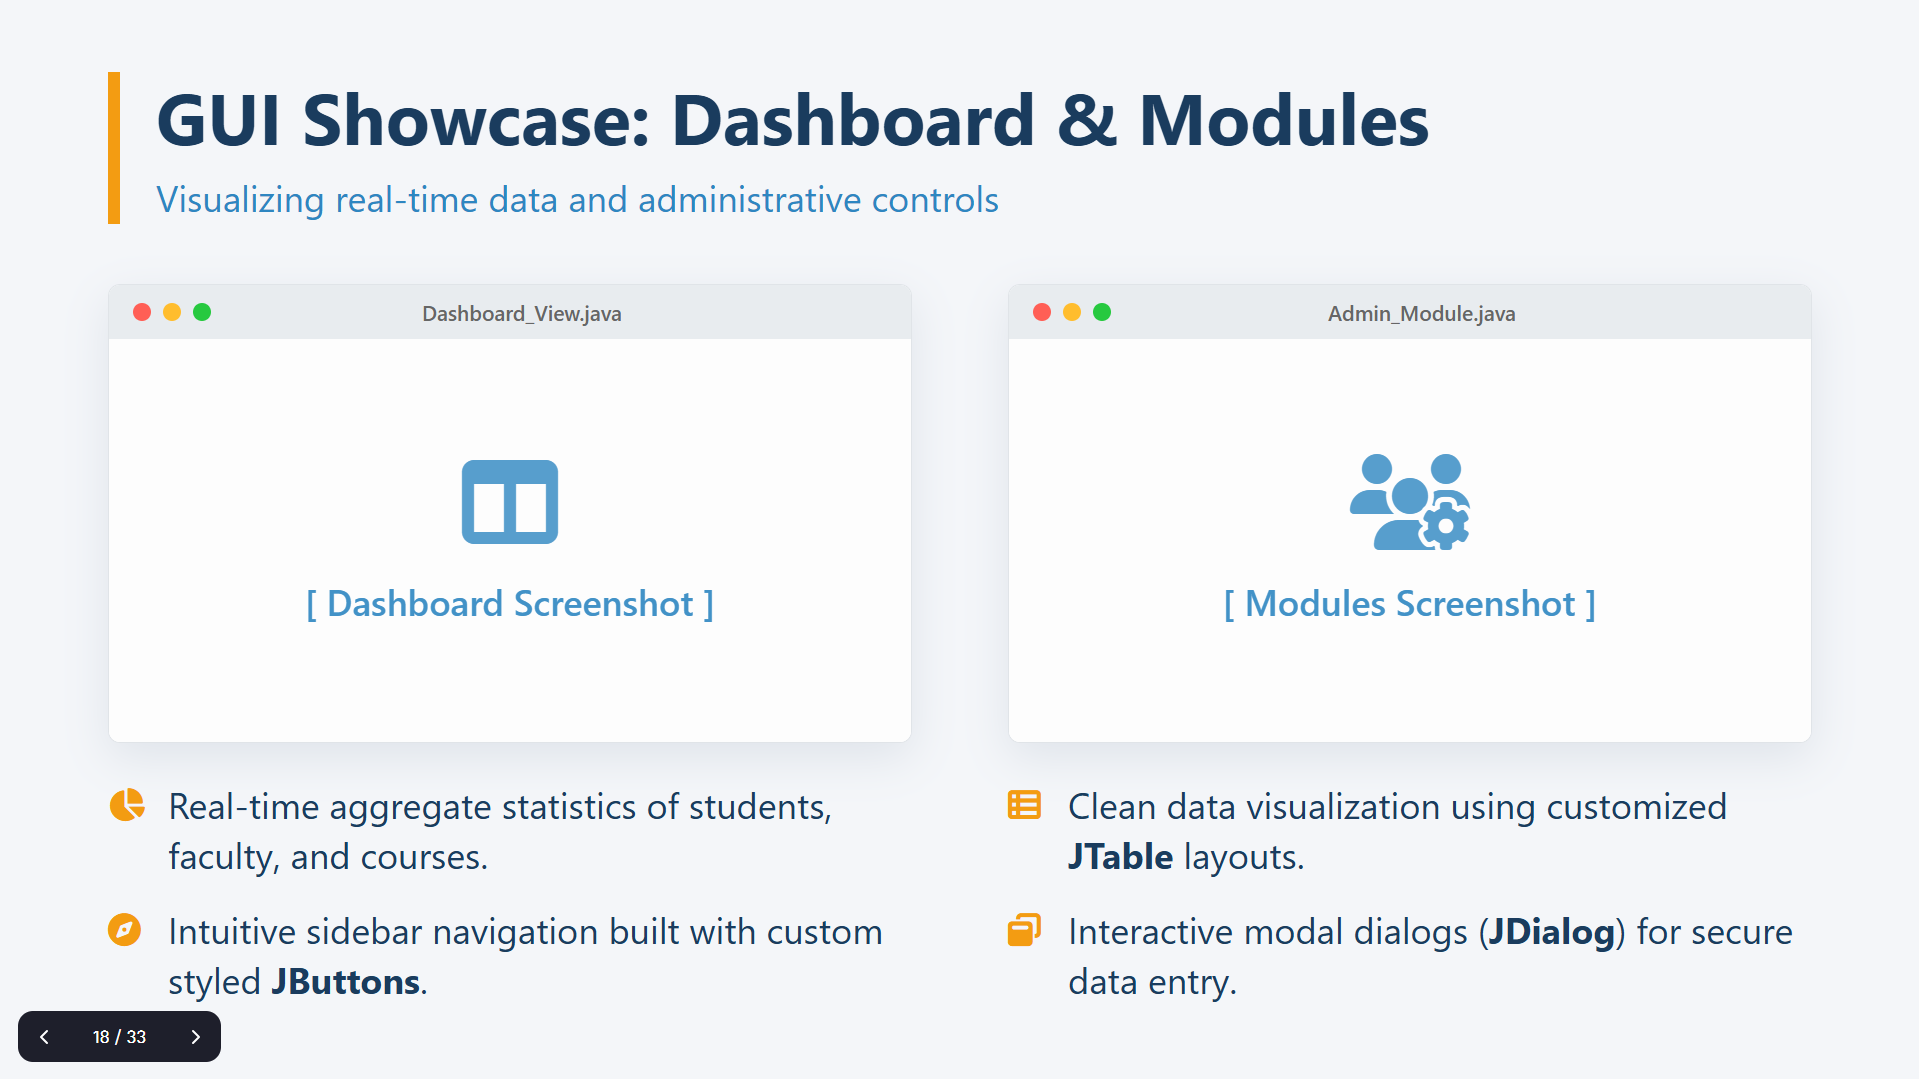 GUI Showcase: Dashboard & Modules
Visualizing real-time data and administrative controls
Dashboard_View.java
[ Dashboard Screenshot ]
Real-time aggregate statistics of students,
faculty, and courses.
Intuitive sidebar navigation built with custom
styled JButtons.
Admin_Module.java
[ Modules Screenshot ]
Clean data visualization using customized
JTable layouts.
Interactive modal dialogs (JDialog) for secure
data entry.
18 / 33